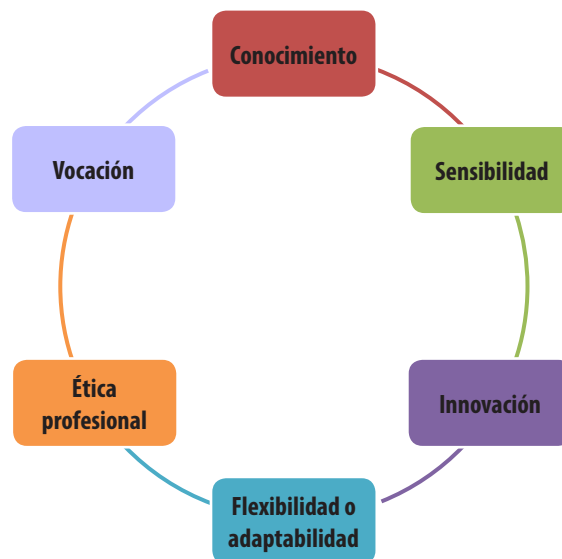 Conocimiento
Sensibilidad
Innovación
Flexibilidad o
adaptabilidad
Ética
profesional
Vocación